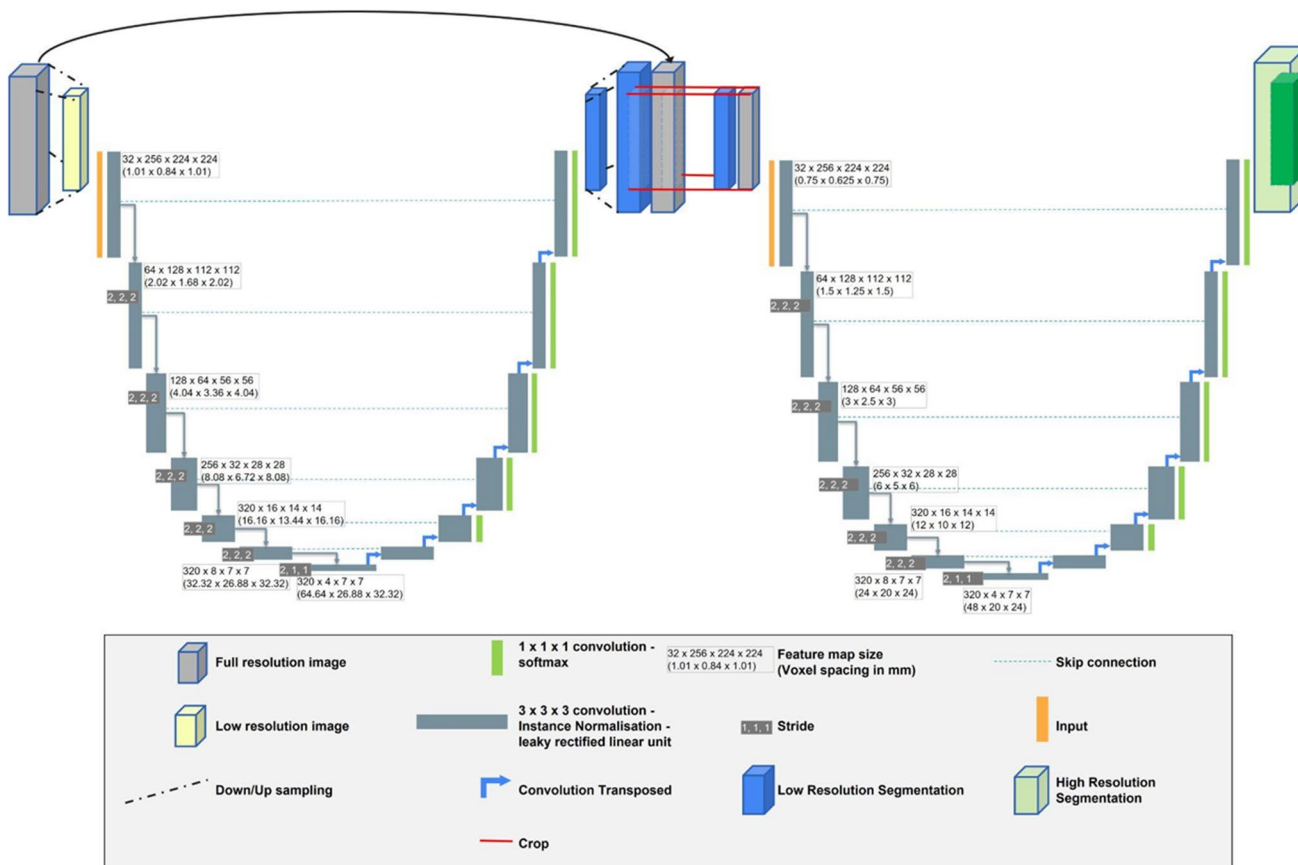 32 x 256 x 224 x 224
(1.01 x 0.84 x 1.01)
2, 2, 2
64 x 128 x 112 x 112
(2.02 x 1.68 x 2.02)
2, 2, 2
128 x 64 x 56 x 56
(4.04 x 3.36 x 4.04)
2, 2, 2
256 x 32 x 28 x 28
(8.08 x 6.72 x 8.08)
2, 2, 2
320 x 16 x 14 x 14
(16.16 x 13.44 x 16.16)
2, 2, 2
320 x 8 x 7 x 7
(32.32 x 26.88 x 32.32)
2, 1, 1
320 x 4 x 7 x 7
(64.64 x 26.88 x 32.32)
32 x 256 x 224 x 224
(0.75 x 0.625 x 0.75)
2, 2, 2
64 x 128 x 112 x 112
(1.5 x 1.25 x 1.5)
2, 2, 2
128 x 64 x 56 x 56
(3 x 2.5 x 3)
2, 2, 2
256 x 32 x 28 x 28
(6 x 5 x 6)
2, 2, 2
320 x 16 x 14 x 14
(12 x 10 x 12)
2, 2, 2
320 x 8 x 7 x 7
(24 x 20 x 24)
2, 1, 1
320 x 4 x 7 x 7
(48 x 20 x 24)
Full resolution image
1 x 1 x 1 convolution -
softmax
32 x 256 x 224 x 224
(1.01 x 0.84 x 1.01)
Feature map size
(Voxel spacing in mm)
Skip connection
Low resolution image
3 x 3 x 3 convolution -
Instance Normalisation -
leaky rectified linear unit
1, 1, 1
Stride
Input
Down/Up sampling
Convolution Transposed
Low Resolution Segmentation
High Resolution
Segmentation
Crop